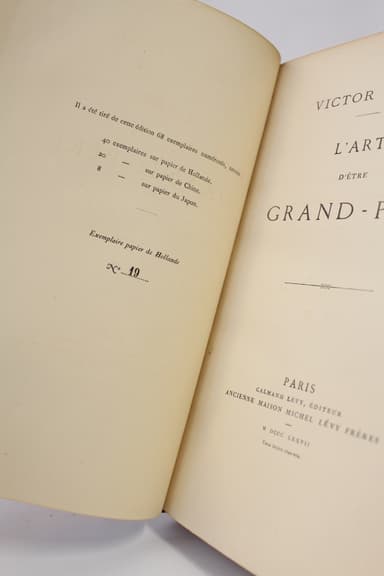 Il a été tiré de cette édition 68 exemplaires numérotés,
40 exemplaires sur papier de Hollande.
20 — sur papier de Chine.
8 — sur papier du Japon.
Exemplaire papier de Hollande
N° 19
VICTOR
L'ART
D'ÊTRE
GRAND-P
PARIS
CALMANN LÉVY, ÉDITEUR
ANCIENNE MAISON MICHEL LÉVY FRÈRES
M DCCC LXXVII